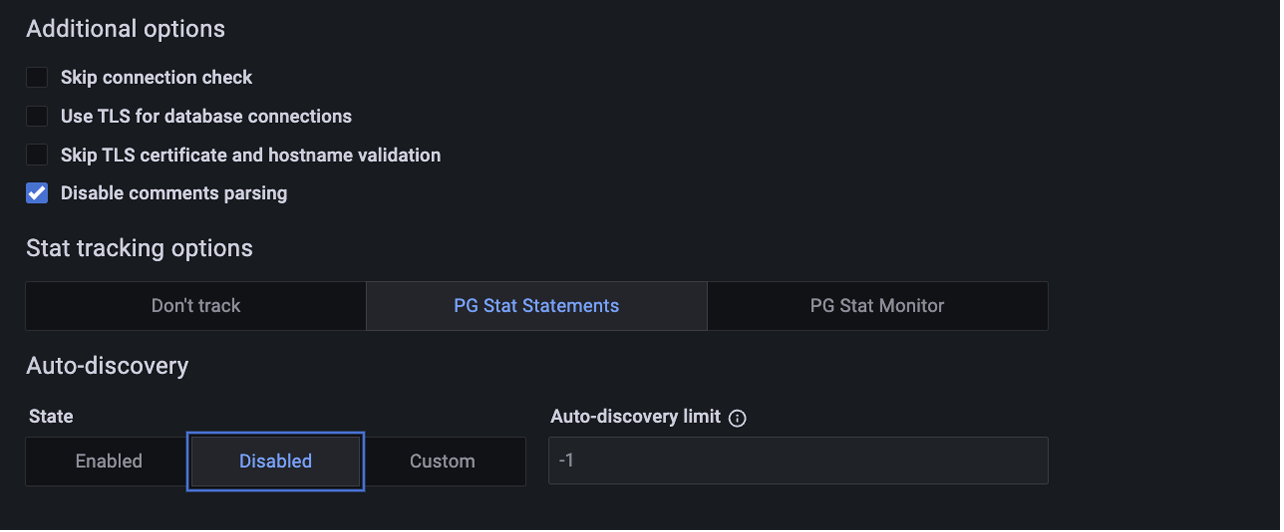 Additional options
Skip connection check
Use TLS for database connections
Skip TLS certificate and hostname validation
Disable comments parsing
Stat tracking options
Don't track PG Stat Statements PG Stat Monitor
Auto-discovery
State Auto-discovery limit
Enabled Disabled Custom -1